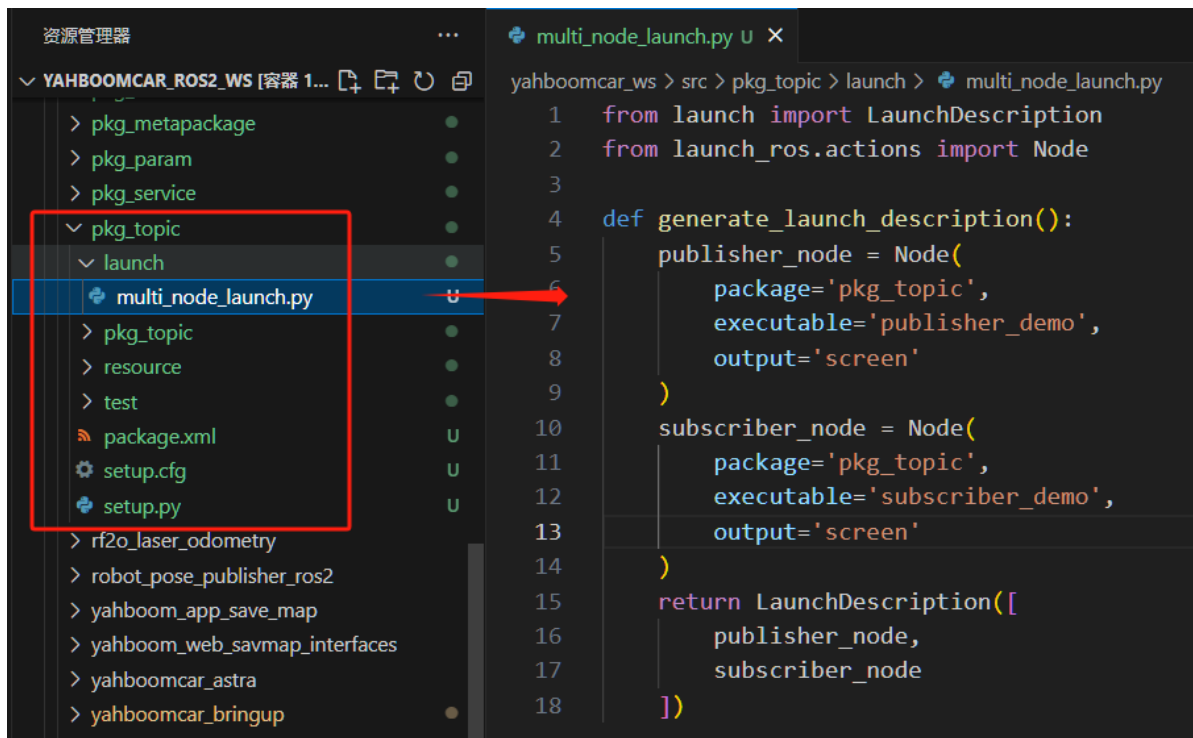 资源管理器
YAHBOOMCAR_ROS2_WS [容器 1...
pkg_metapackage
pkg_param
pkg_service
pkg_topic
launch
multi_node_launch.py U
pkg_topic
resource
test
package.xml U
setup.cfg U
setup.py U
rf2o_laser_odometry
robot_pose_publisher_ros2
yahboom_app_save_map
yahboom_web_savmap_interfaces
yahboomcar_astra
yahboomcar_bringup
multi_node_launch.py U
yahboomcar_ws > src > pkg_topic > launch > multi_node_launch.py
1 from launch import LaunchDescription
2 from launch_ros.actions import Node
3
4 def generate_launch_description():
5 publisher_node = Node(
6 package='pkg_topic',
7 executable='publisher_demo',
8 output='screen'
9 )
10 subscriber_node = Node(
11 package='pkg_topic',
12 executable='subscriber_demo',
13 output='screen'
14 )
15 return LaunchDescription([
16 publisher_node,
17 subscriber_node
18 ])